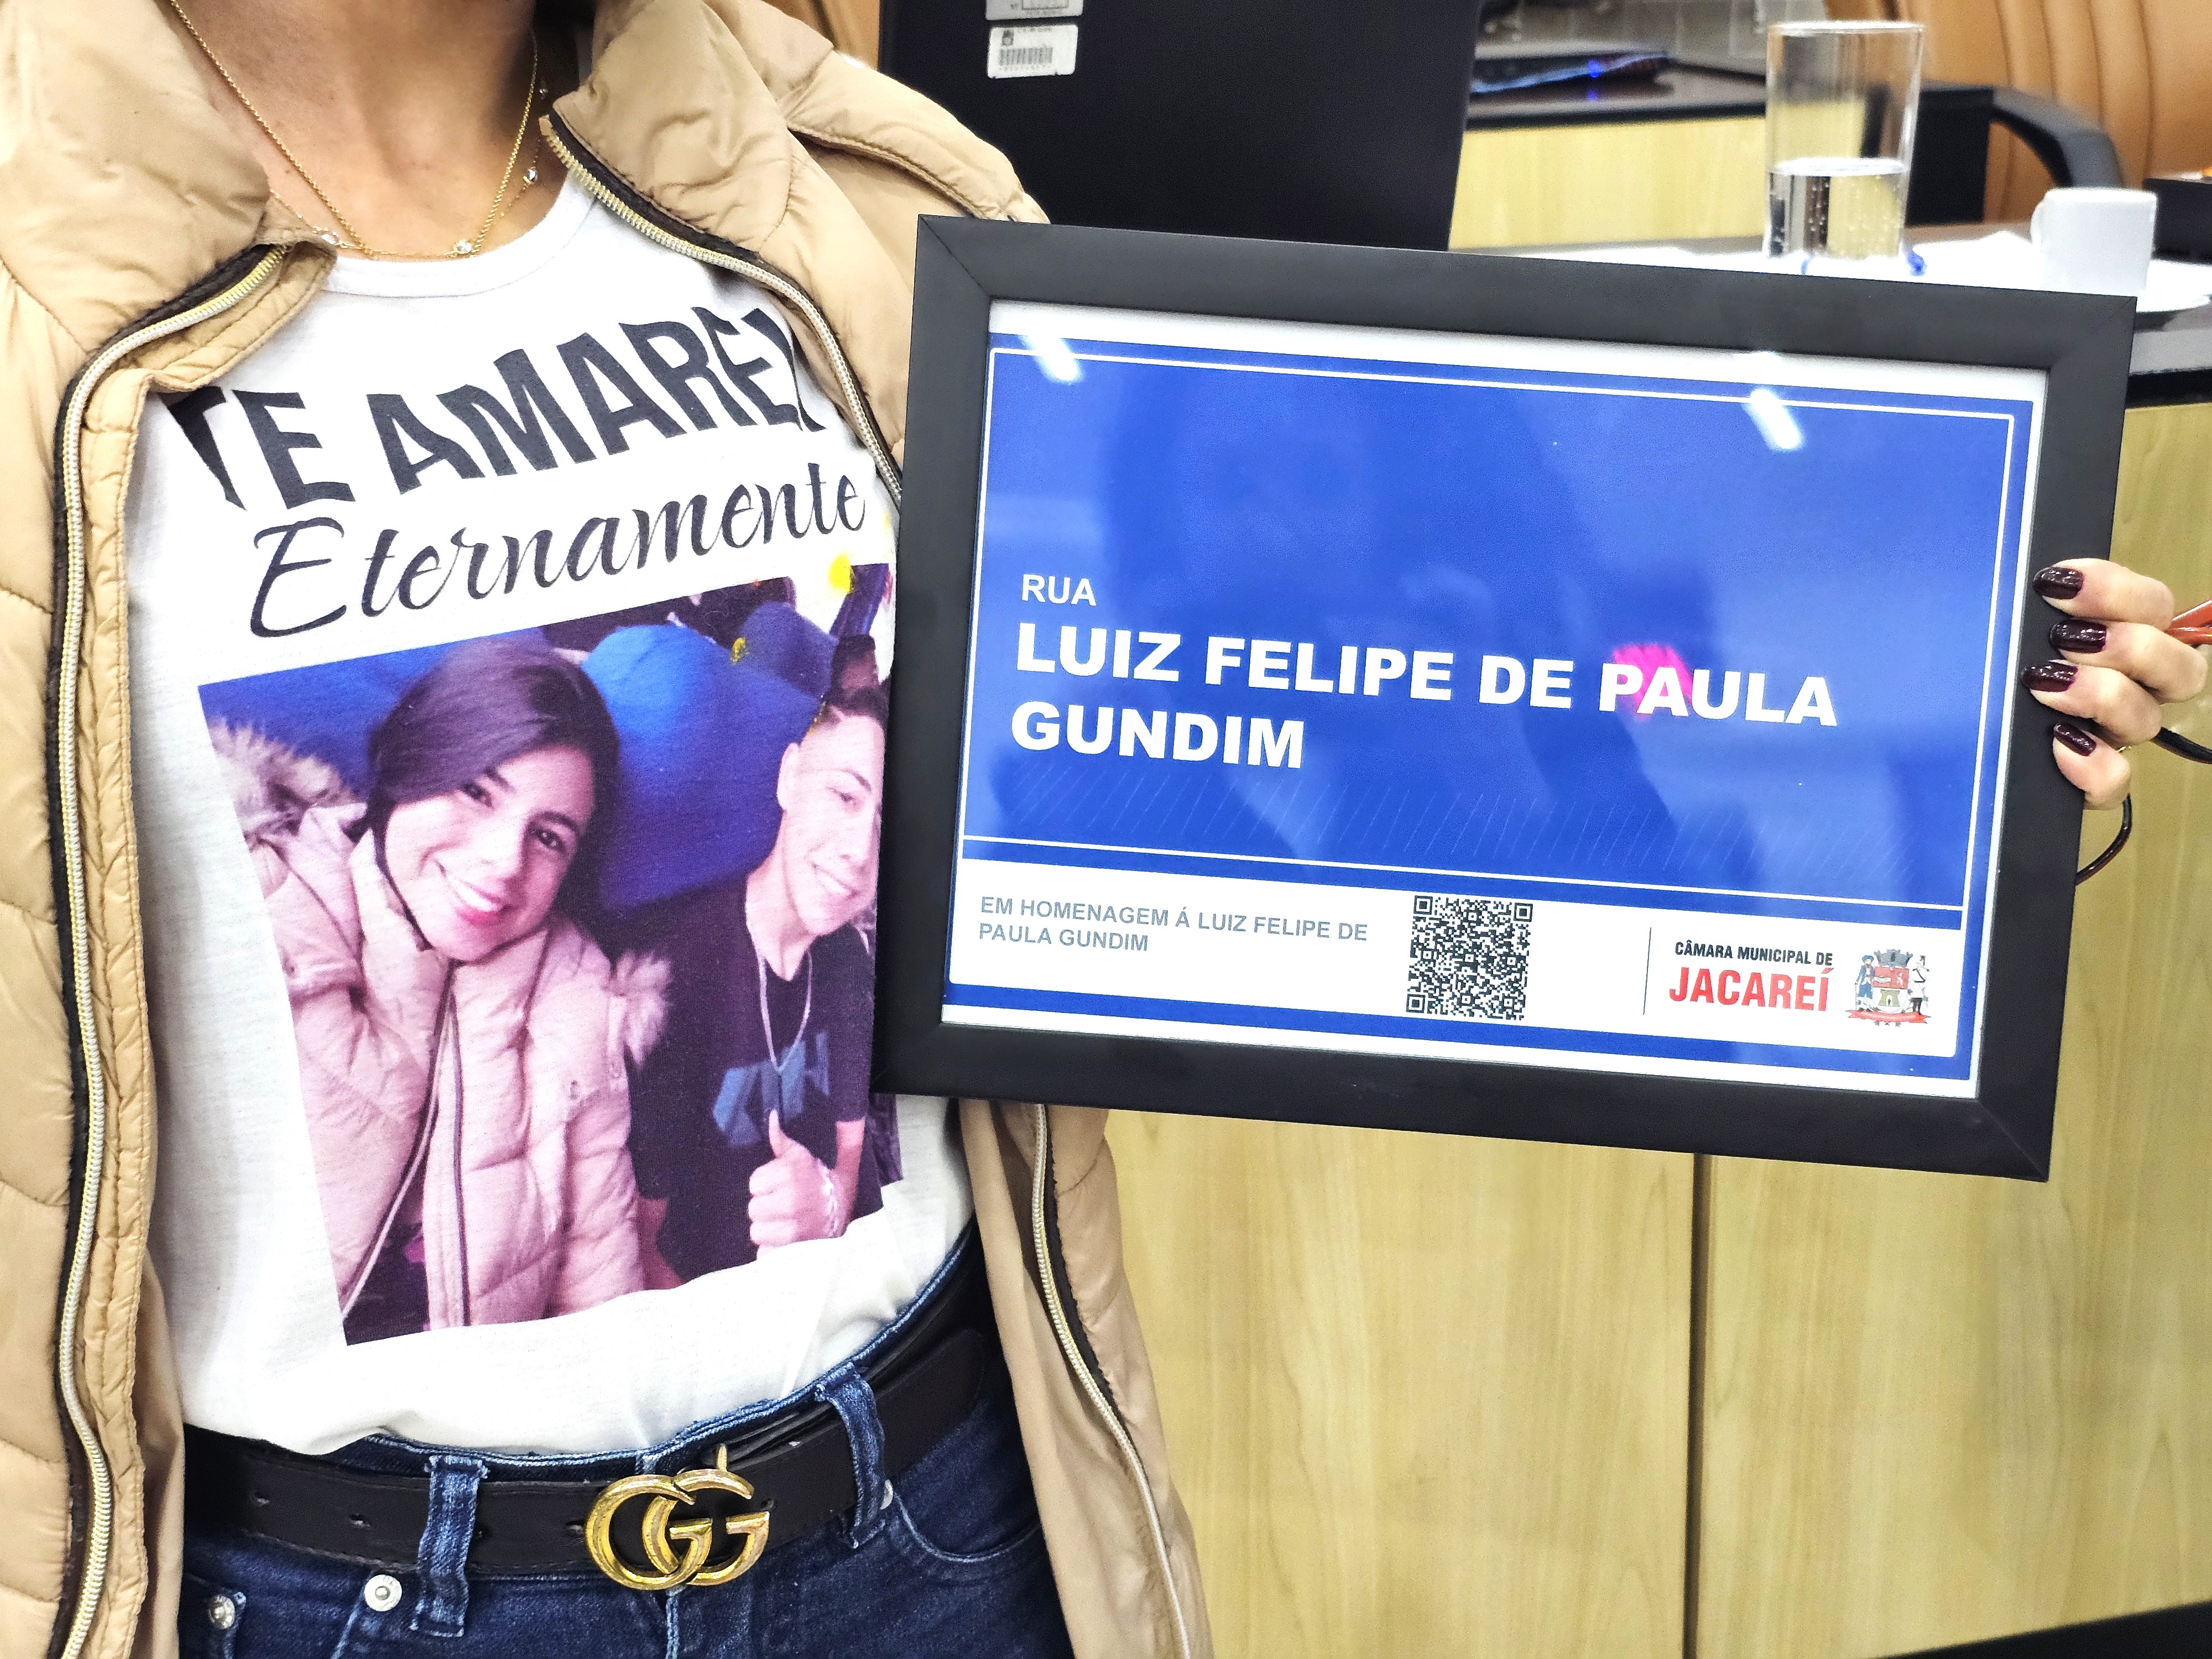 TE AMAREI
Eternamente
RUA
LUIZ FELIPE DE PAULA
GUNDIM
EM HOMENAGEM Á LUIZ FELIPE DE
PAULA GUNDIM
CÂMARA MUNICIPAL DE
JACAREÍ